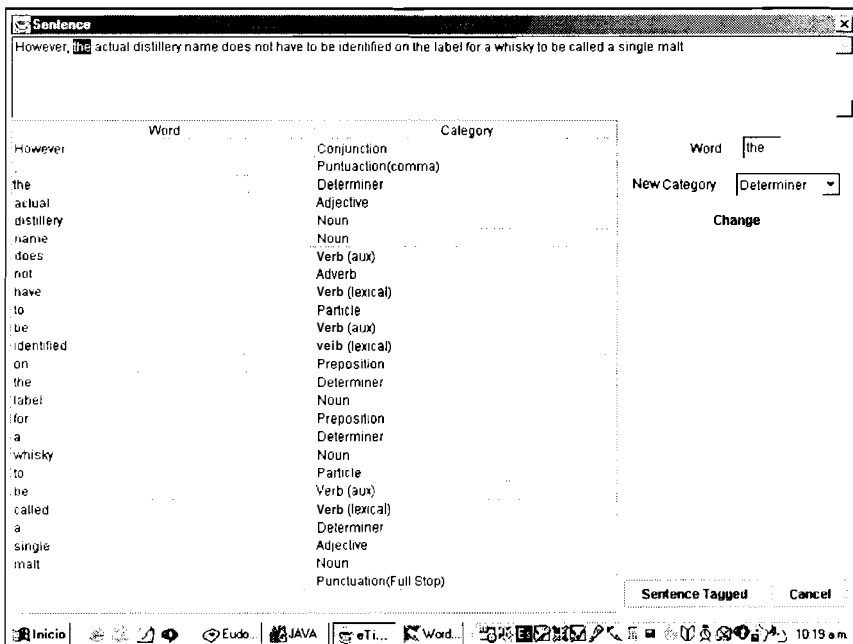 Sentence
However, the actual distillery name does not have to be identified on the label for a whisky to be called a single malt
Word Category
However Conjunction
, Puntuaction(comma)
the Determiner
actual Adjective
distillery Noun
name Noun
does Verb (aux)
not Adverb
have Verb (lexical)
to Particle
be Verb (aux)
identified verb (lexical)
on Preposition
the Determiner
label Noun
for Preposition
a Determiner
whisky Noun
to Particle
be Verb (aux)
called Verb (lexical)
a Determiner
single Adjective
malt Noun
Punctuation(Full Stop)
Word the
New Category Determiner
Change
Sentence Tagged Cancel
Inicio Eudo... JAVA eTi... Word... Es 10:19 a.m.